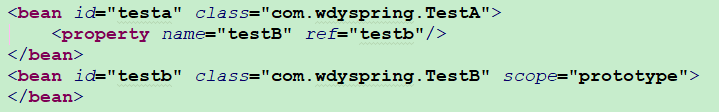 <bean id="testa" class="com.wdyspring.TestA">
<property name="testB" ref="testb"/>
</bean>
<bean id="testb" class="com.wdyspring.TestB" scope="prototype">
</bean>